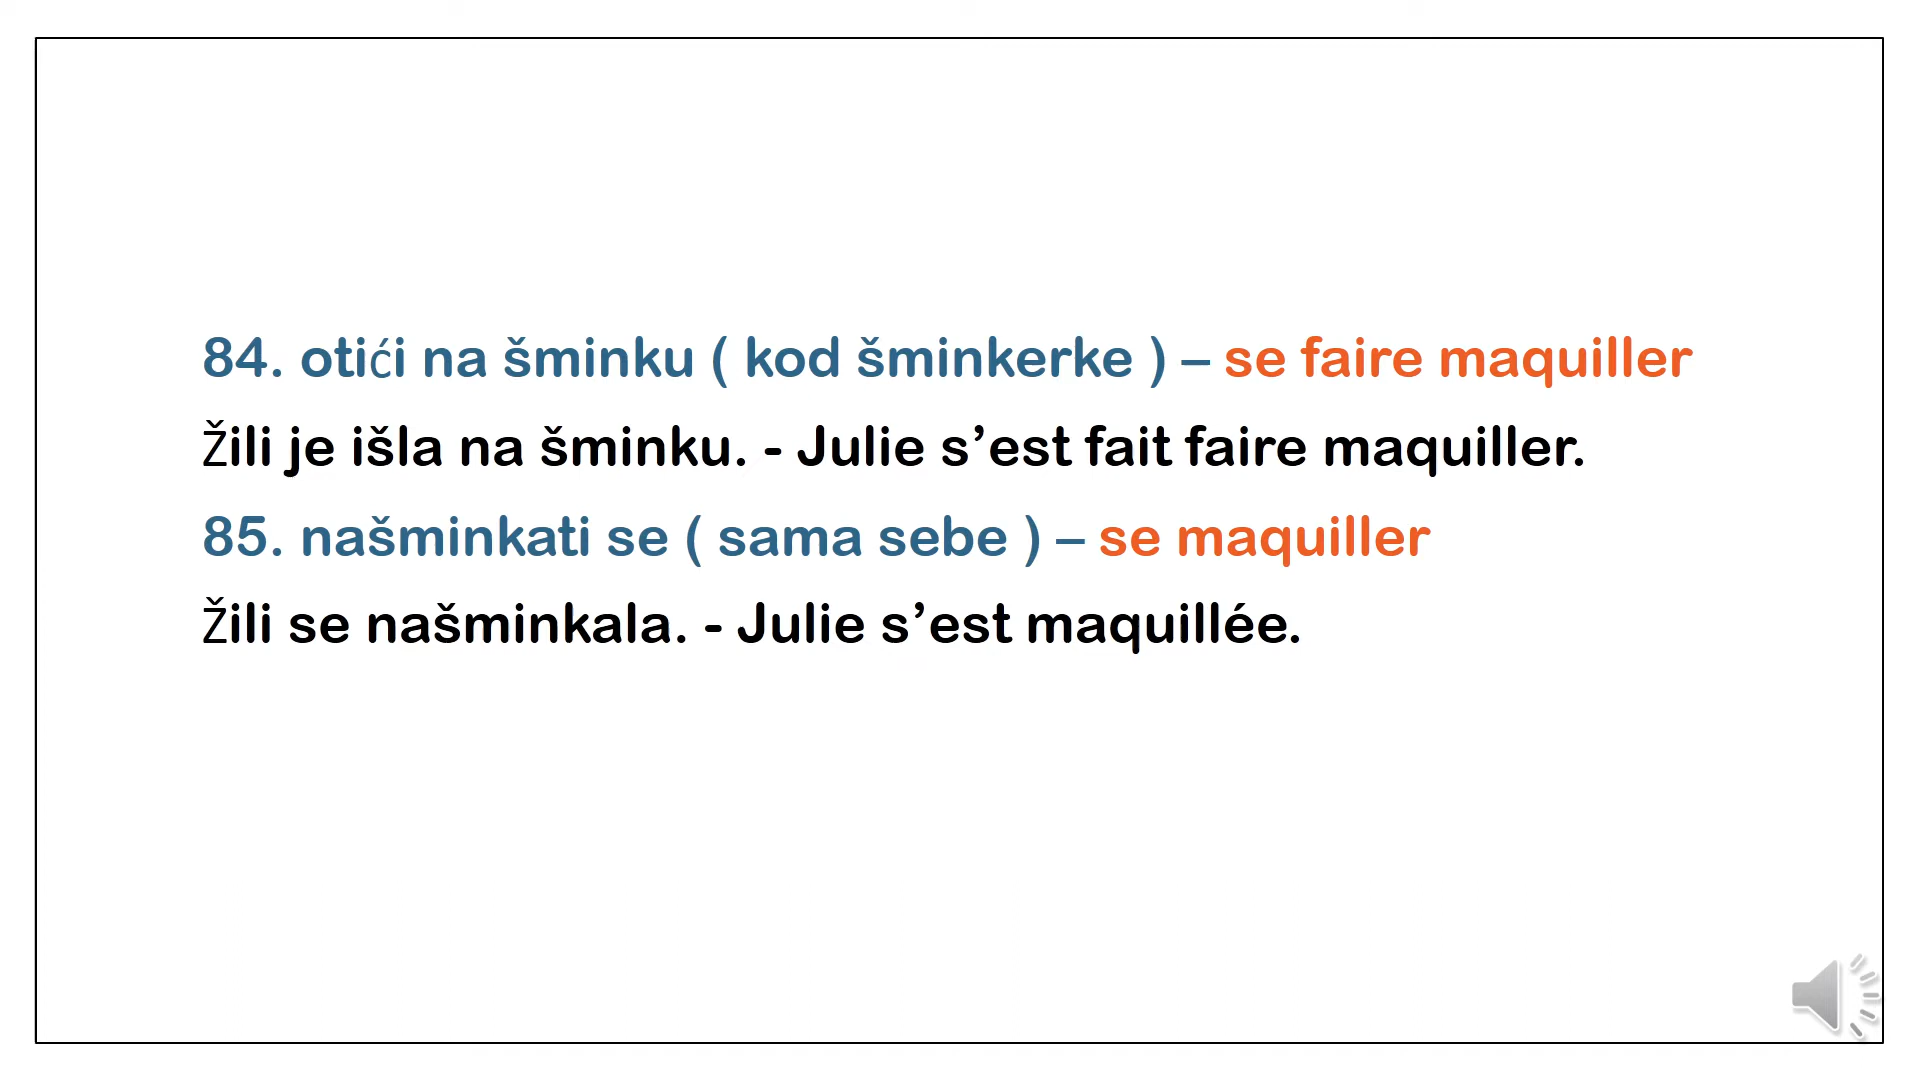 84. otići na šminku ( kod šminkerke ) – se faire maquiller
Žili je išla na šminku. - Julie s’est fait faire maquiller.
85. našminkati se ( sama sebe ) – se maquiller
Žili se našminkala. - Julie s’est maquillée.